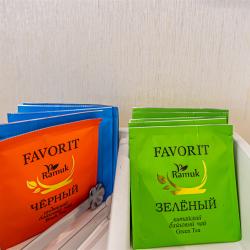 FAVORIT
Ramuk
ЧЁРНЫЙ
FAVORIT
Ramuk
ЗЕЛЁНЫЙ
китайский
байховый чай
Green Tea